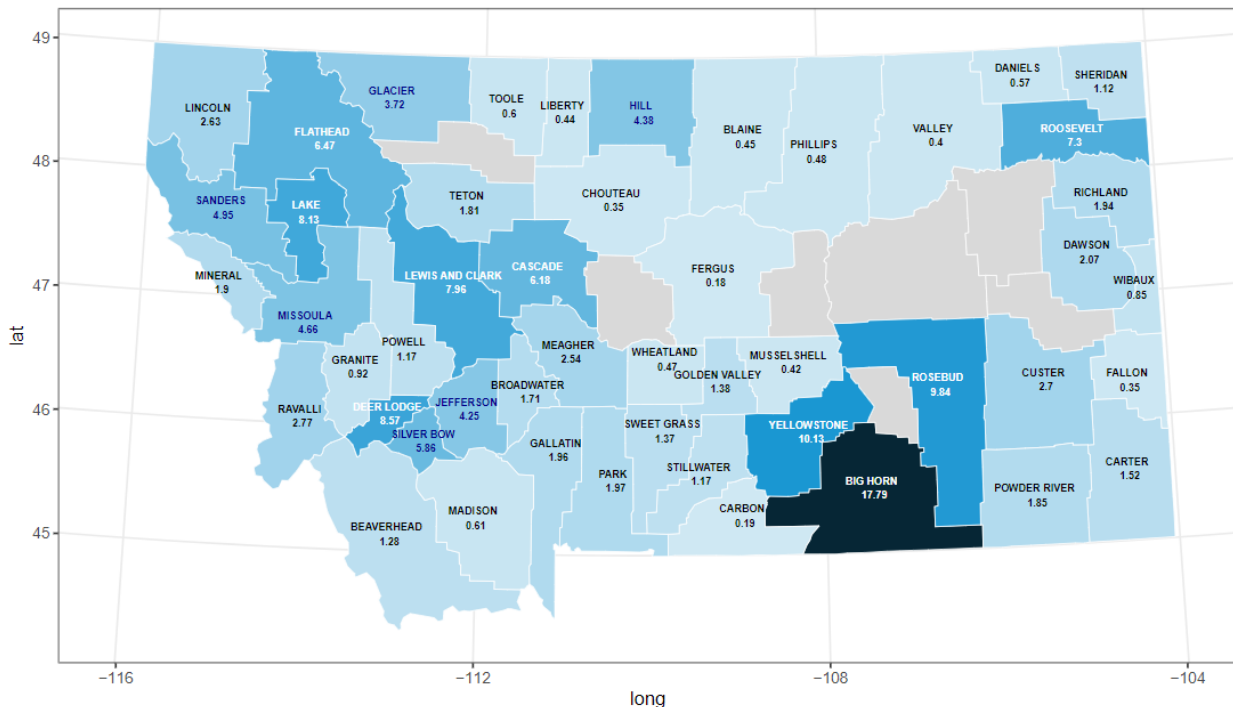 49
48
47
46
45
lat
LINCOLN
2.63
FLATHEAD
6.47
GLACIER
3.72
TOOLE
0.6
LIBERTY
0.44
HILL
4.38
BLAINE
0.45
PHILLIPS
0.48
VALLEY
0.4
DANIELS
0.57
SHERIDAN
1.12
ROOSEVELT
7.3
SANDERS
4.95
LAKE
8.13
TETON
1.81
CHOUTEAU
0.35
RICHLAND
1.94
DAWSON
2.07
MINERAL
1.9
LEWIS AND CLARK
7.96
CASCADE
6.18
FERGUS
0.18
WIBAUX
0.85
MISSOULA
4.66
POWELL
1.17
GRANITE
0.92
MEAGHER
2.54
WHEATLAND
0.47
GOLDEN VALLEY
1.38
MUSSELSHELL
0.42
ROSEBUD
9.84
CUSTER
2.7
FALLON
0.35
RAVALLI
2.77
DEER LODGE
8.57
SILVER BOW
5.86
JEFFERSON
4.25
BROADWATER
1.71
GALLATIN
1.96
PARK
1.97
SWEET GRASS
1.37
STILLWATER
1.17
YELLOWSTONE
10.13
BIG HORN
17.79
POWDER RIVER
1.85
CARTER
1.52
BEAVERHEAD
1.28
MADISON
0.61
CARBON
0.19
−116
−112
−108
−104
long